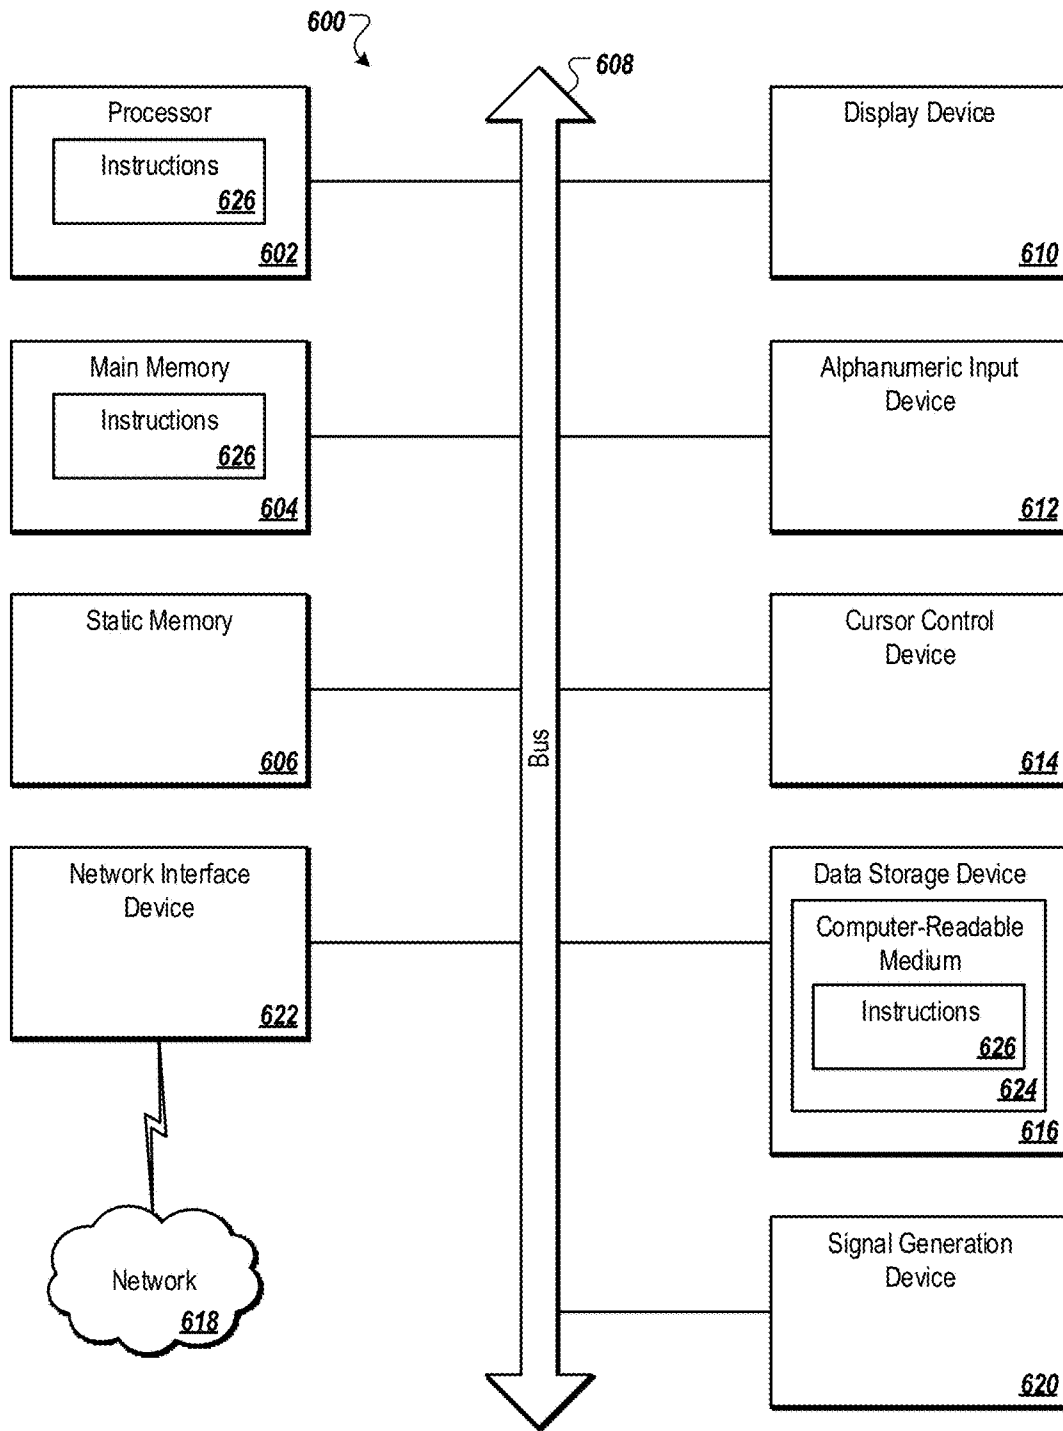 600
608
Processor
Instructions
626
602
Main Memory
Instructions
626
604
Static Memory
606
Network Interface
Device
622
Network
618
Bus
Display Device
610
Alphanumeric Input
Device
612
Cursor Control
Device
614
Data Storage Device
Computer-Readable
Medium
Instructions
626
624
616
Signal Generation
Device
620